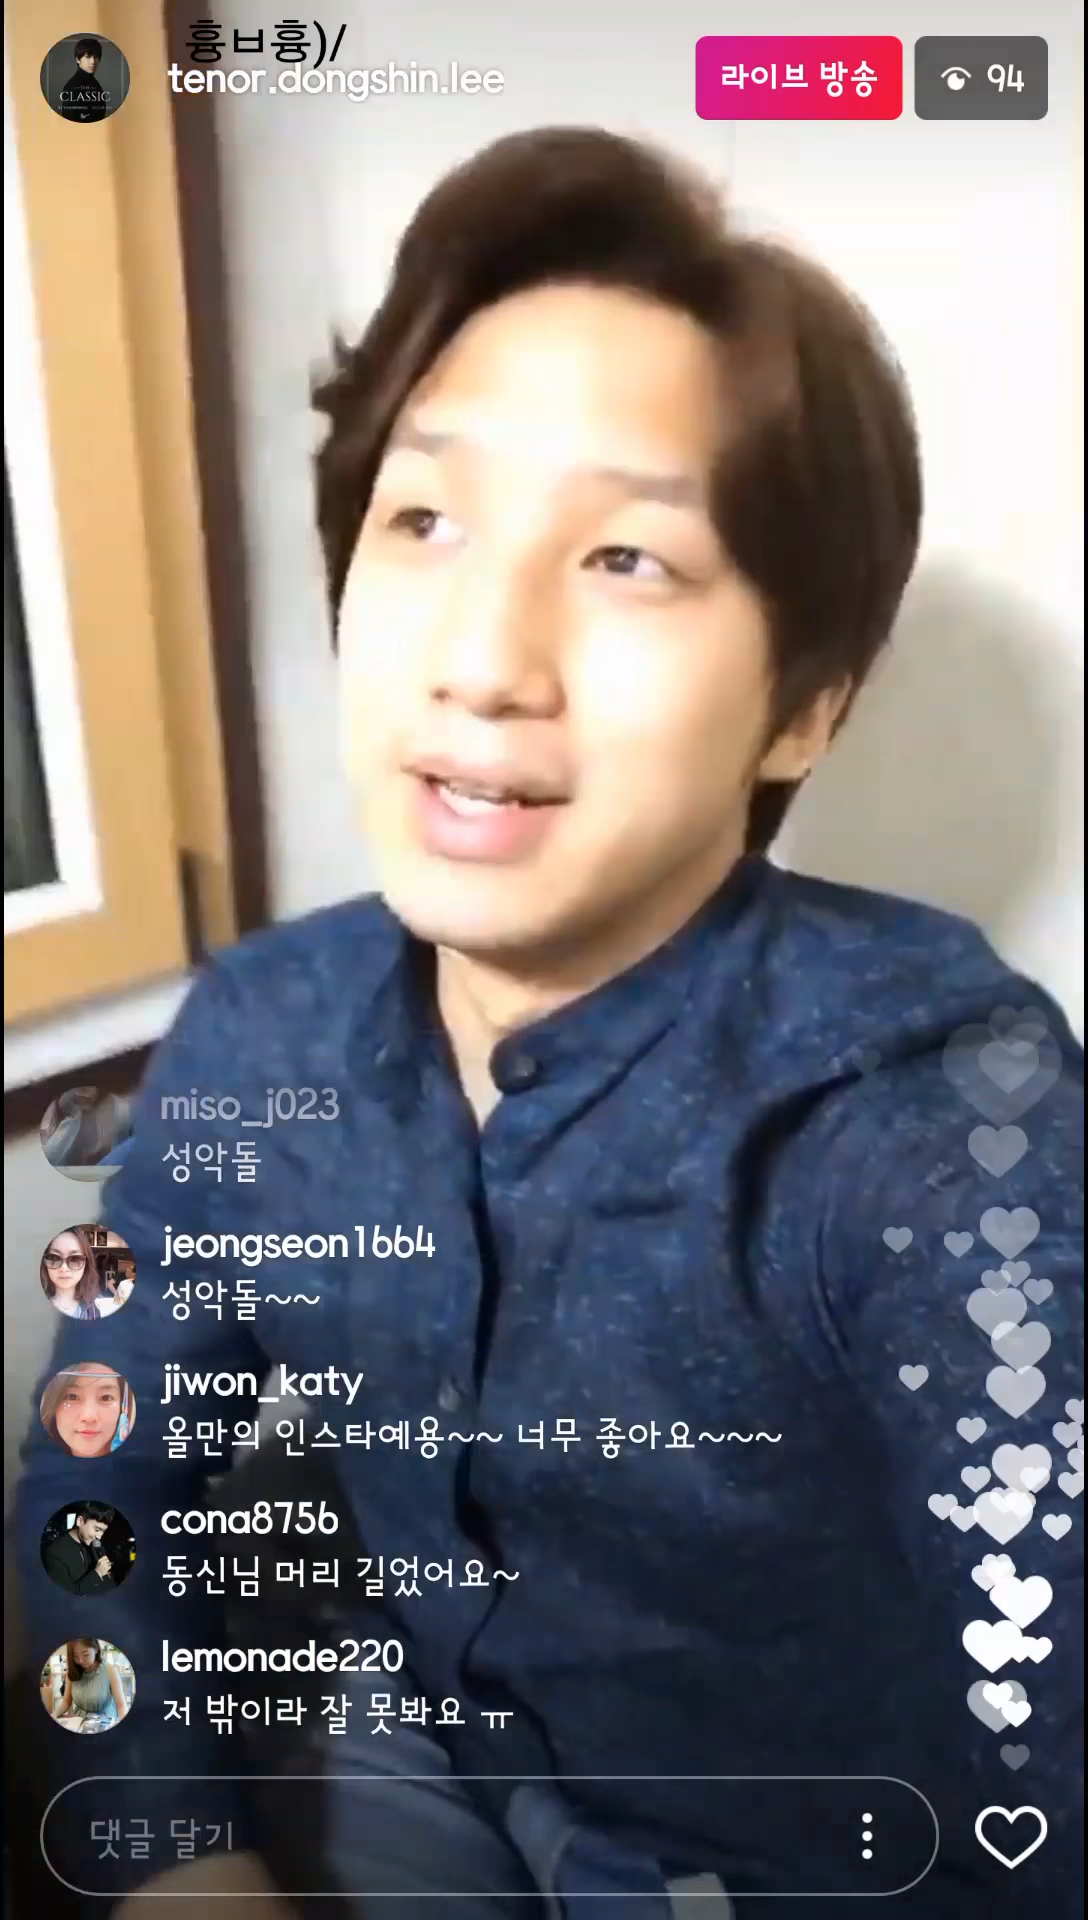 흉ㅂ흉)/
tenor.dongshin.lee
라이브 방송
94
CLASSIC
miso_j023
성악돌
jeongseon1664
성악돌~~
jiwon_katy
올만의 인스타예용~~ 너무 좋아요~~~
cona8756
동신님 머리 길었어요~
lemonade220
저 밖이라 잘 못봐요 ㅠ
댓글 달기